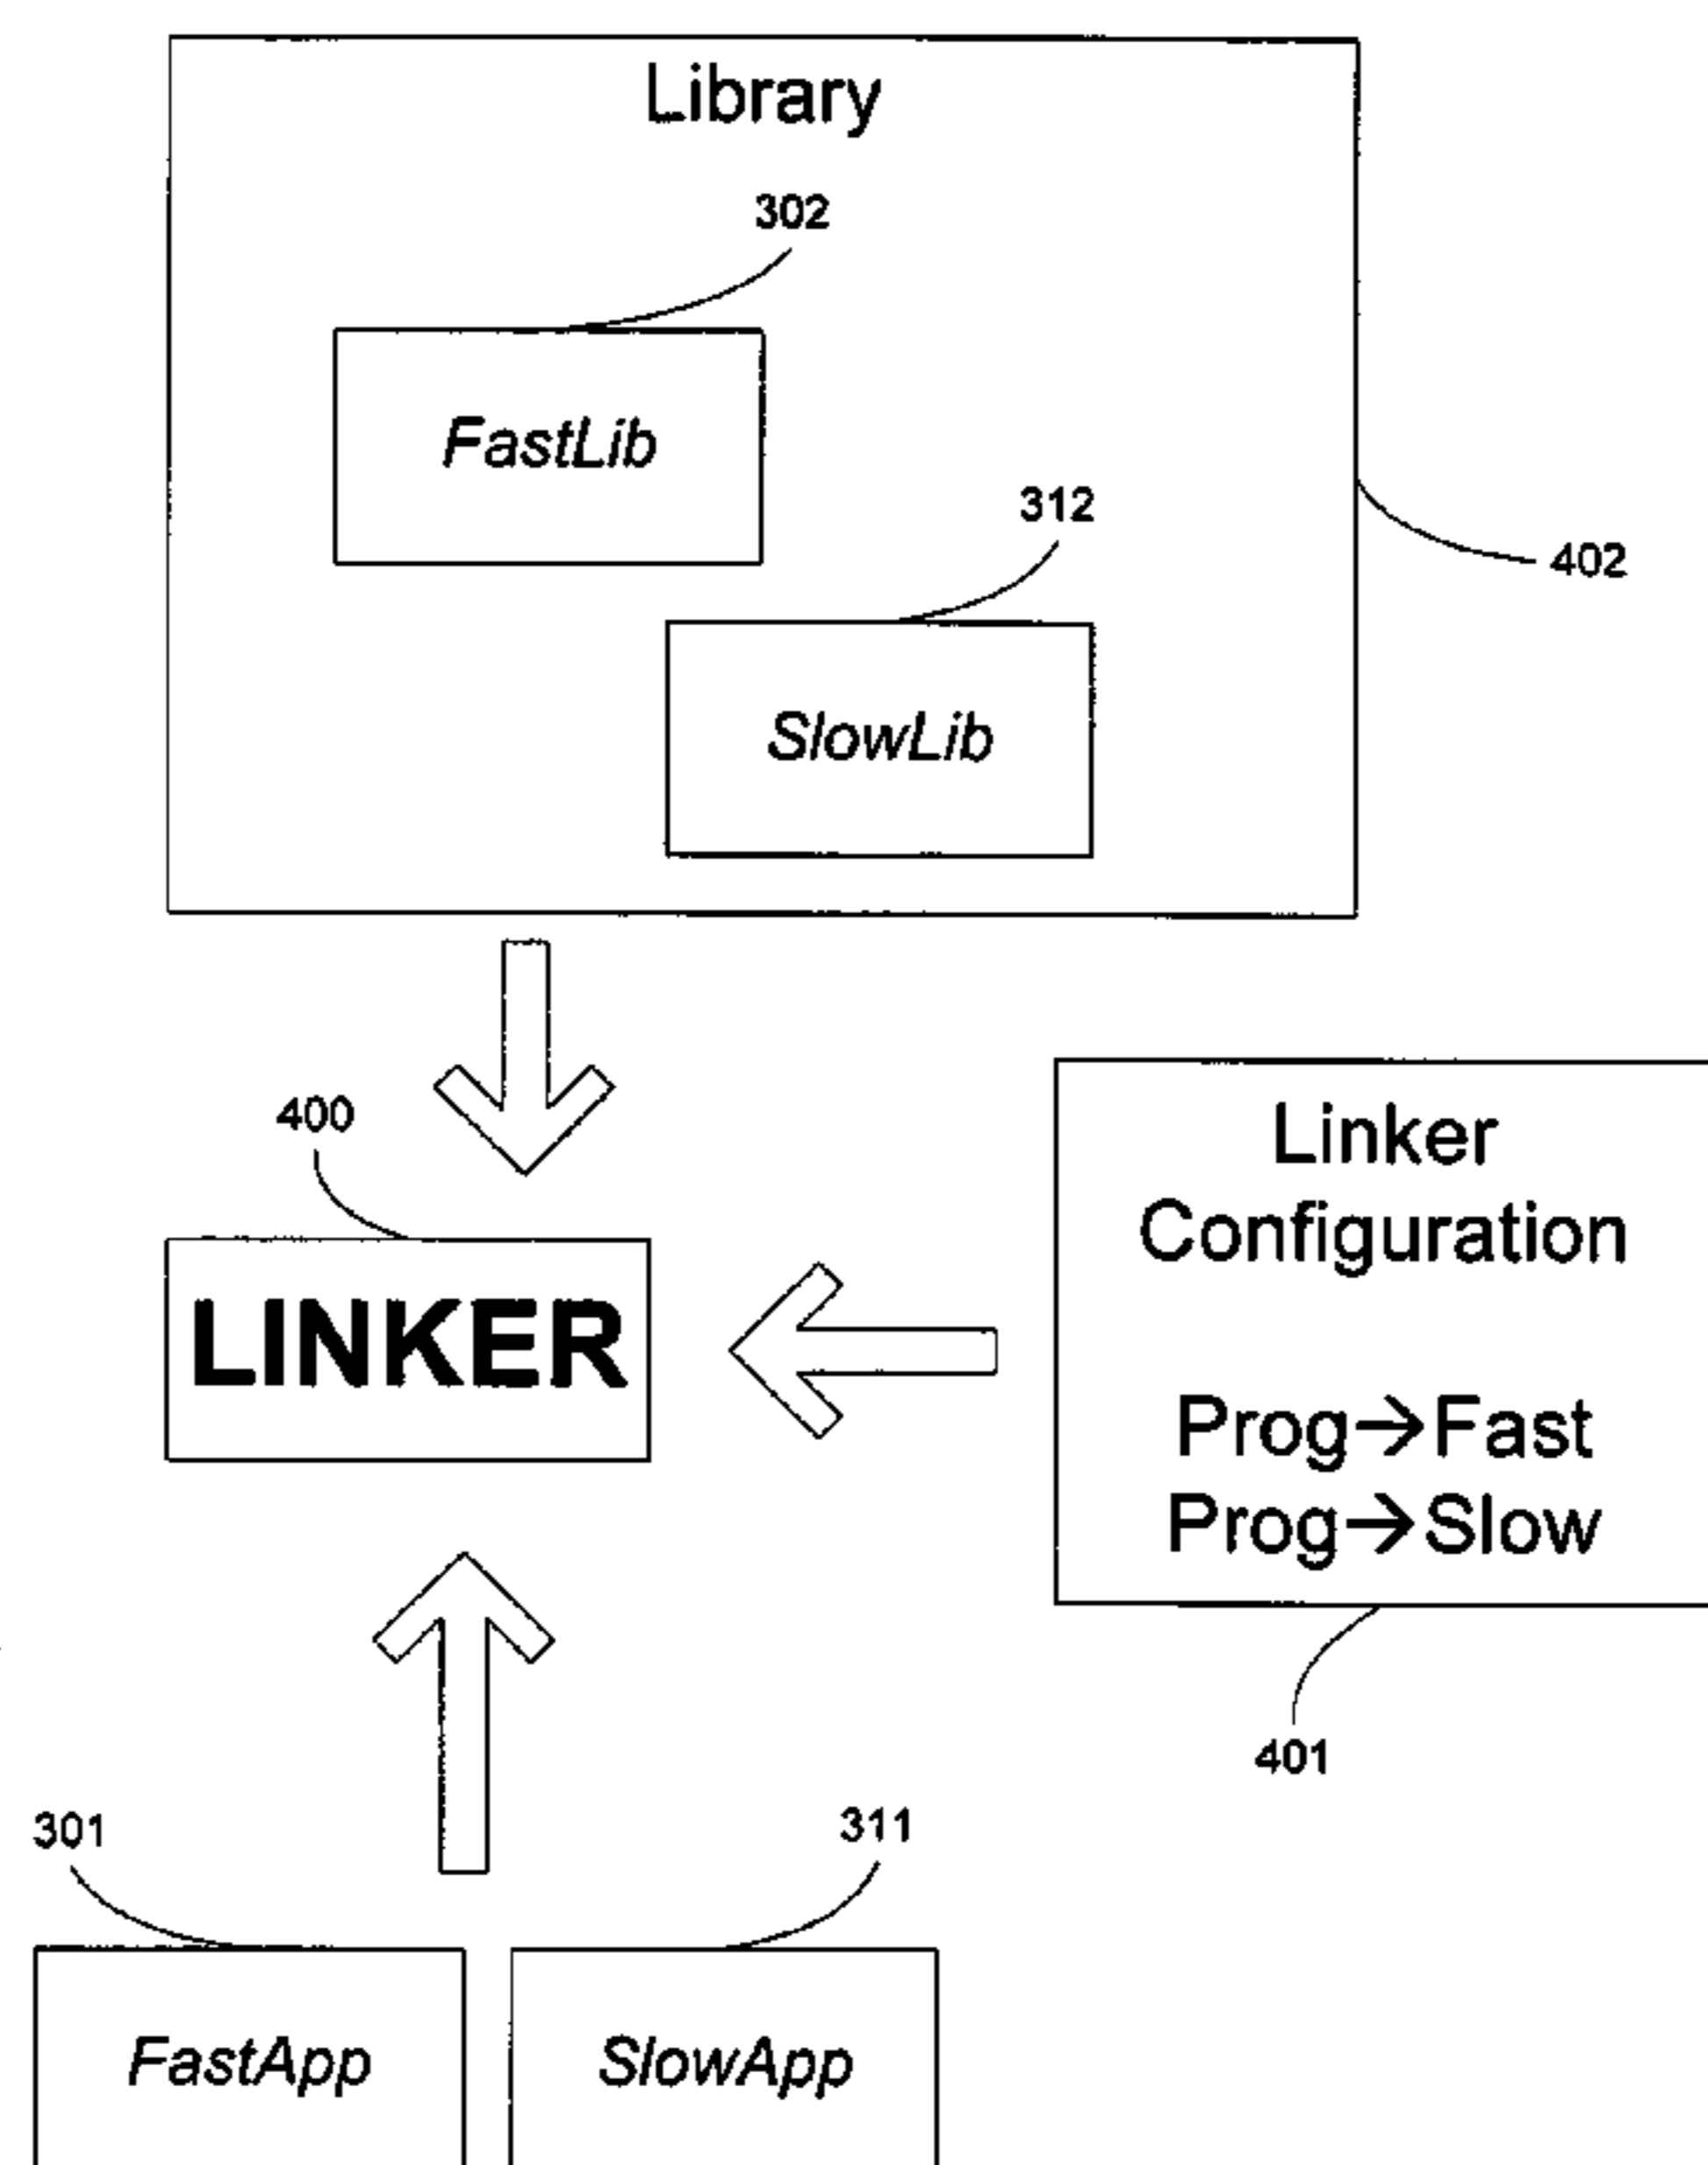 Library
302
FastLib
312
SlowLib
402
400
LINKER
Linker
Configuration
Prog→Fast
Prog→Slow
401
301
311
FastApp
SlowApp